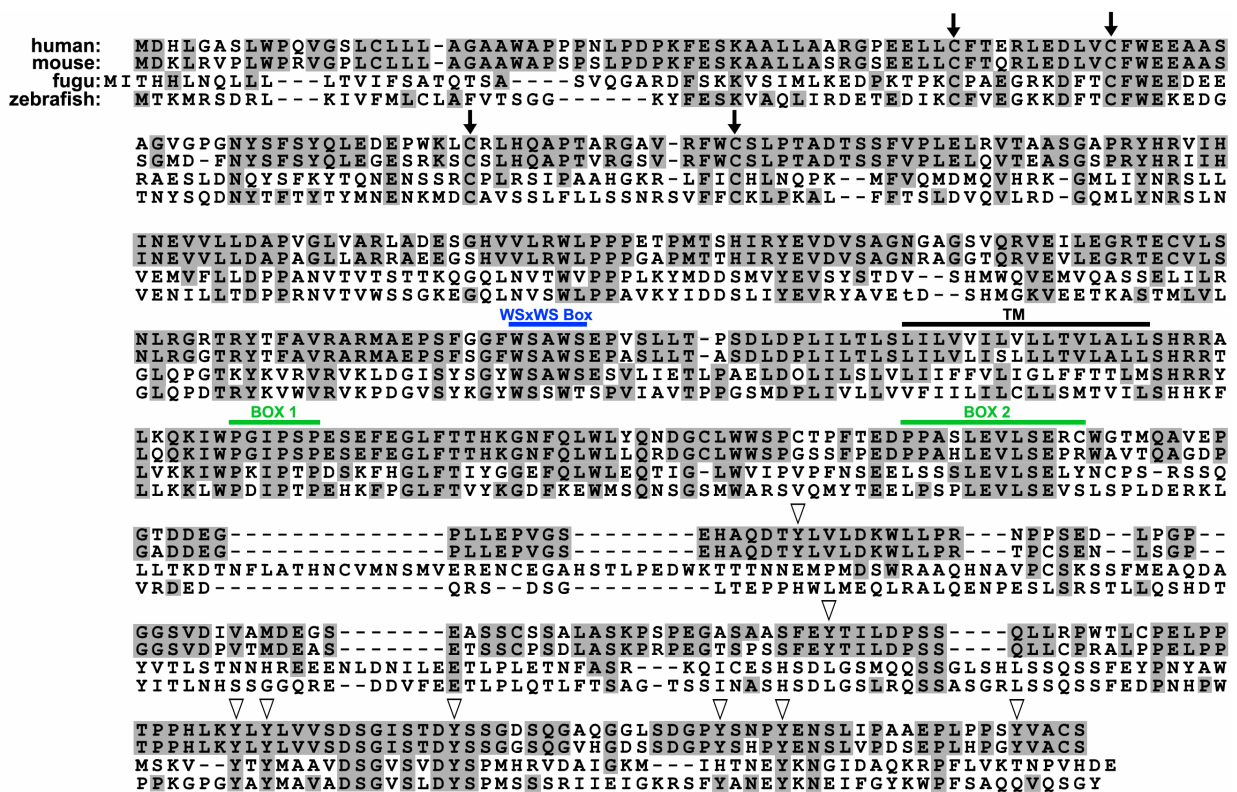 human: MDHLGASLWPQVGSLCLLL-AGAAWAPPPNLPDPKFESKAALLAARGPEELLCFTERLEDLVCFWEEAAS
mouse: MDKLRVPLWPRVGPLCLLL-AGAAWAPSPSLPDPKFESKAALLASRGSEELLCFTQRLEDLVCFWEEAAS
fugu: MITHHLNQLLL---LTVIFSATQTSA----SVQGARDFSKKVSIMLKEDPKTPKCPAEGRKDFTCFWEEDEE
zebrafish: MTKMRSDRL---KIVFMLCLAFVTSGG------KYFESKVAQLIRDETEDIKCFVEGKKDFTCFWEKEDG
AGVGPGNYSFSYQLEDEPWKLCRLHQAPTARGAV-RFWCSLPTADTSSFVPLELRVTAASGAPRYHRVIH
SGMD-FNYSFSYQLEGESRKSCSLHQAPTVRGSV-RFWCSLPTADTSSFVPLELQVTEASGSPRYHRIIH
RAESLDNQYSFKYTQNENSSRCPLRSIPAAHGKR-LFICHLNQPK--MFVQMDMQVHRK-GMLIYNRSLL
TNYSQDNYTFTYTYMNENKMDCAVSSLFLLSSNRSVFFCKLPKAL--FFTSLDVQVLRD-GQMLYNRSLN
INEVVLLDAPVGLVARLADESGHVVLRWLPPPETPMTSHIRYEVDVSAGNGAGSVQRVEILEGRTECVLS
INEVVLLDAPAGLLARRAEEGSHVVLRWLPPPGAPMTTHIRYEVDVSAGNRAGGTQRVEVLEGRTECVLS
VEMVFLLDPPANVTVTSTTKQGQLNVTWVPPPLKYMDDSMVYEVSYSTDV--SHMWQVEMVQASSELILR
VENILLTDPPRNVTVWSSGKEGQLNVSWLPPAVKYIDDSLIYEVRYAVEtD--SHMGKVEETKASTMLVL
WSxWS Box TM
NLRGRTRYTFAVRARMAEPSFGGFWSAWSEPVSLLT-PSDLDPLILTLSLILVVILVLLTVLALLSHRRA
NLRGGTRYTFAVRARMAEPSFSGFWSAWSEPASLLT-ASDLDPLILTLSLILVLISLLLTVLALLSHRRT
GLQPGTKYKVRVRVKLDGISYSGYWSAWSESVLIETLPAELDOLILSLVLIIFFVLIGLFFTTLMSHRRY
GLQPDTRYKVWVRVKPDGVSYKGYWSSWTSPVIAVTPPGSMDPLIVLLVVFIILILCLLSMTVILSHHKF
BOX 1 BOX 2
LKQKIWPGIPSPESEFEGLFTTHKGNFQLWLYQNDGCLWWSPCTPFTEDPPASLEVLSERCWGTMQAVEP
LQQKIWPGIPSPESEFEGLFTTHKGNFQLWLLQRDGCLWWSPGSSFPEDPPAHLEVLSEPRWAVTQAGDP
LVKKIWPKIPTPDSKFHGLFTIYGGEFQLWLEQTIG-LWVIPVPFNSEELSSSLEVLSELYNCPS-RSSQ
LLKKLWPDIPTPEHKFPGLFTVYKGDFKEWMSQNSGSMWARSVQMYTEELPSPLEVLSEVSLSPLDERKL
GTDDEG--------------PLLEPVGS--------EHAQDTYLVLDKWLLPR---NPPSED--LPGP--
GADDEG--------------PLLEPVGS--------EHAQDTYLVLDKWLLPR---TPCSEN--LSGP--
LLTKDTNFLATHNCVMNSMVERENCEGAHSTLPEDWKTTTNNEMPMDSWRAAQHNAVPCSKSSFMEAQDA
VRDED---------------QRS--DSG--------LTEPPHWLMEQLRALQENPESLSRSTLLQSHDT
GGSVDIVAMDEGS-------EASSCSSALASKPSPEGASAASFEYTILDPSS----QLLRPWTLCPELPP
GGSVDPVTMDEAS-------ETSSCPSDLASKPRPEGTSPSSFEYTILDPSS----QLLCPRALPPELPP
YVTLSTNNHREEENLDNILEETLPLETNFASR---KQICESHSDLGSMQQSSGLSHLSSQSSFEYPNYAW
YITLNHSSGGQRE--DDVFEETLPLQTLFTSAG-TSSINASHSDLGSLRQSSASGRLSSQSSFEDPNHPW
TPPHLKYLYLVVSDSGISTDYSSGDSQGAQGGLSDGPYSNPYENSLIPAAEPLPPSYVACS
TPPHLKYLYLVVSDSGISTDYSSGGSQGVHGDSSDGPYSHPYENSLVPDSEPLHPGYVACS
MSKV--YTYMAAVDSGVSVDYSPMHRVDAIGKM---IHTNEYKNGIDAQKRPFLVKTNPVHDE
PPKGPGYAYMAVADSGVSLDYSPMSSSRIIEIGKRSFYANEYKNEIFGYKWPFSAQQVQSGY